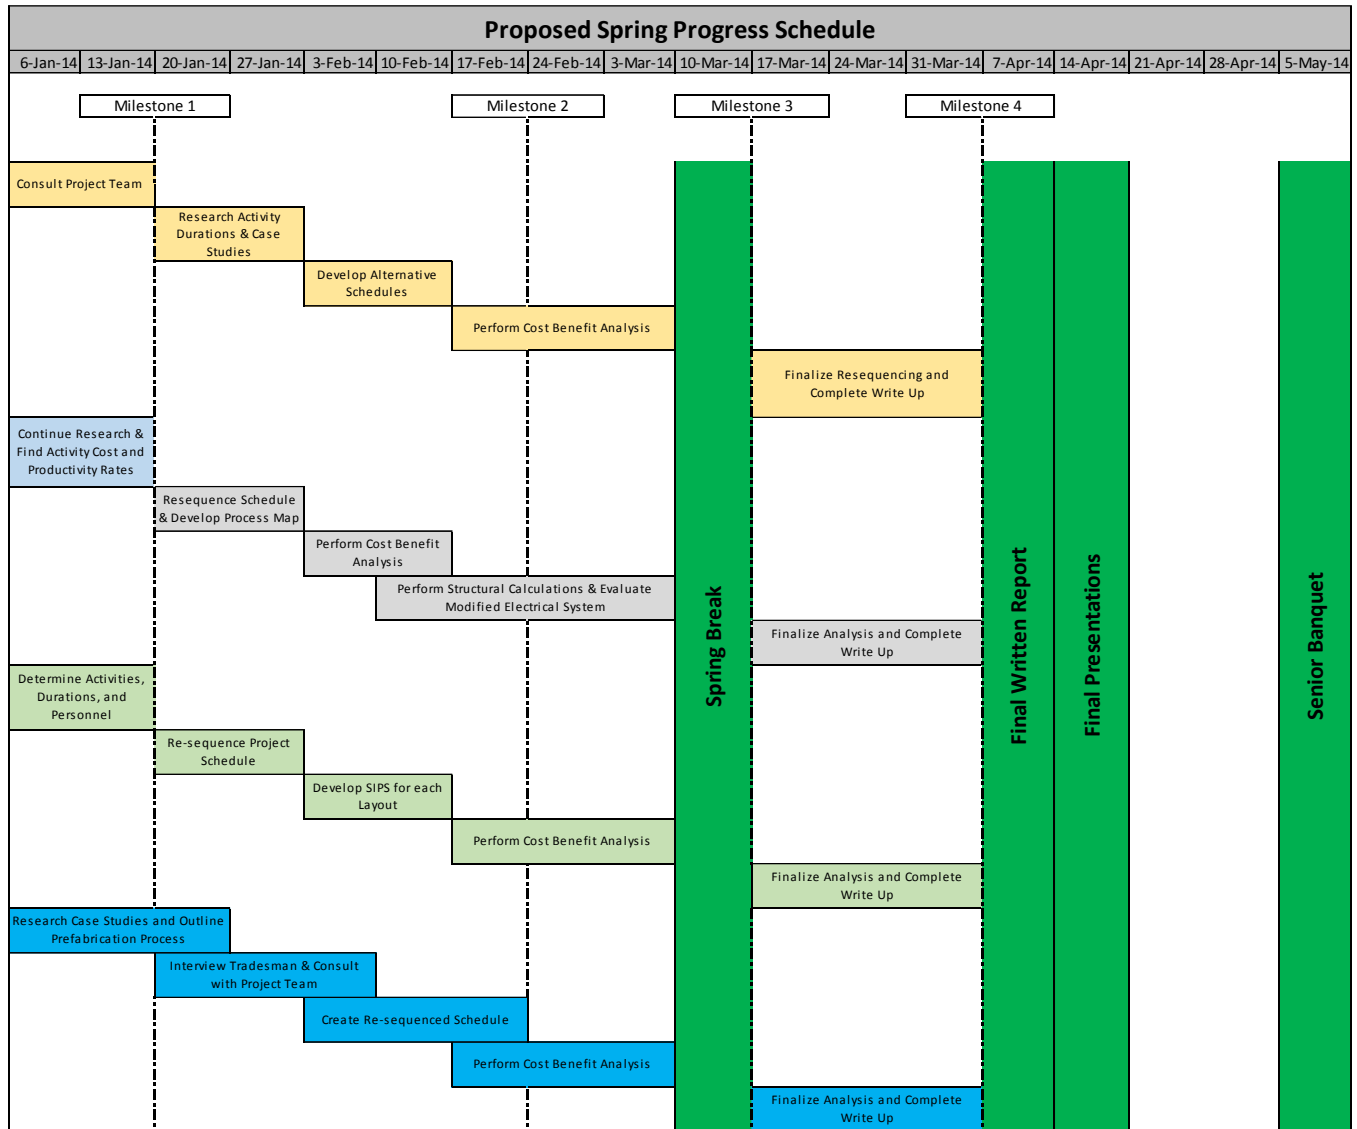 Proposed Spring Progress Schedule
6-Jan-14 13-Jan-14 20-Jan-14 27-Jan-14 3-Feb-14 10-Feb-14 17-Feb-14 24-Feb-14 3-Mar-14 10-Mar-14 17-Mar-14 24-Mar-14 31-Mar-14 7-Apr-14 14-Apr-14 21-Apr-14 28-Apr-14 5-May-14
Milestone 1 Milestone 2 Milestone 3 Milestone 4
Consult Project Team
Research Activity
Durations & Case
Studies
Develop Alternative
Schedules
Perform Cost Benefit Analysis
Finalize Resequencing and
Complete Write Up
Continue Research &
Find Activity Cost and
Productivity Rates
Resequence Schedule
& Develop Process Map
Perform Cost Benefit
Analysis
Perform Structural Calculations & Evaluate
Modified Electrical System
Finalize Analysis and Complete
Write Up
Determine Activities,
Durations, and
Personnel
Re-sequence Project
Schedule
Develop SIPS for each
Layout
Perform Cost Benefit Analysis
Finalize Analysis and Complete
Write Up
Research Case Studies and Outline
Prefabrication Process
Interview Tradesman & Consult
with Project Team
Create Re-sequenced Schedule
Perform Cost Benefit Analysis
Finalize Analysis and Complete
Write Up
Spring Break
Final Written Report
Final Presentations
Senior Banquet